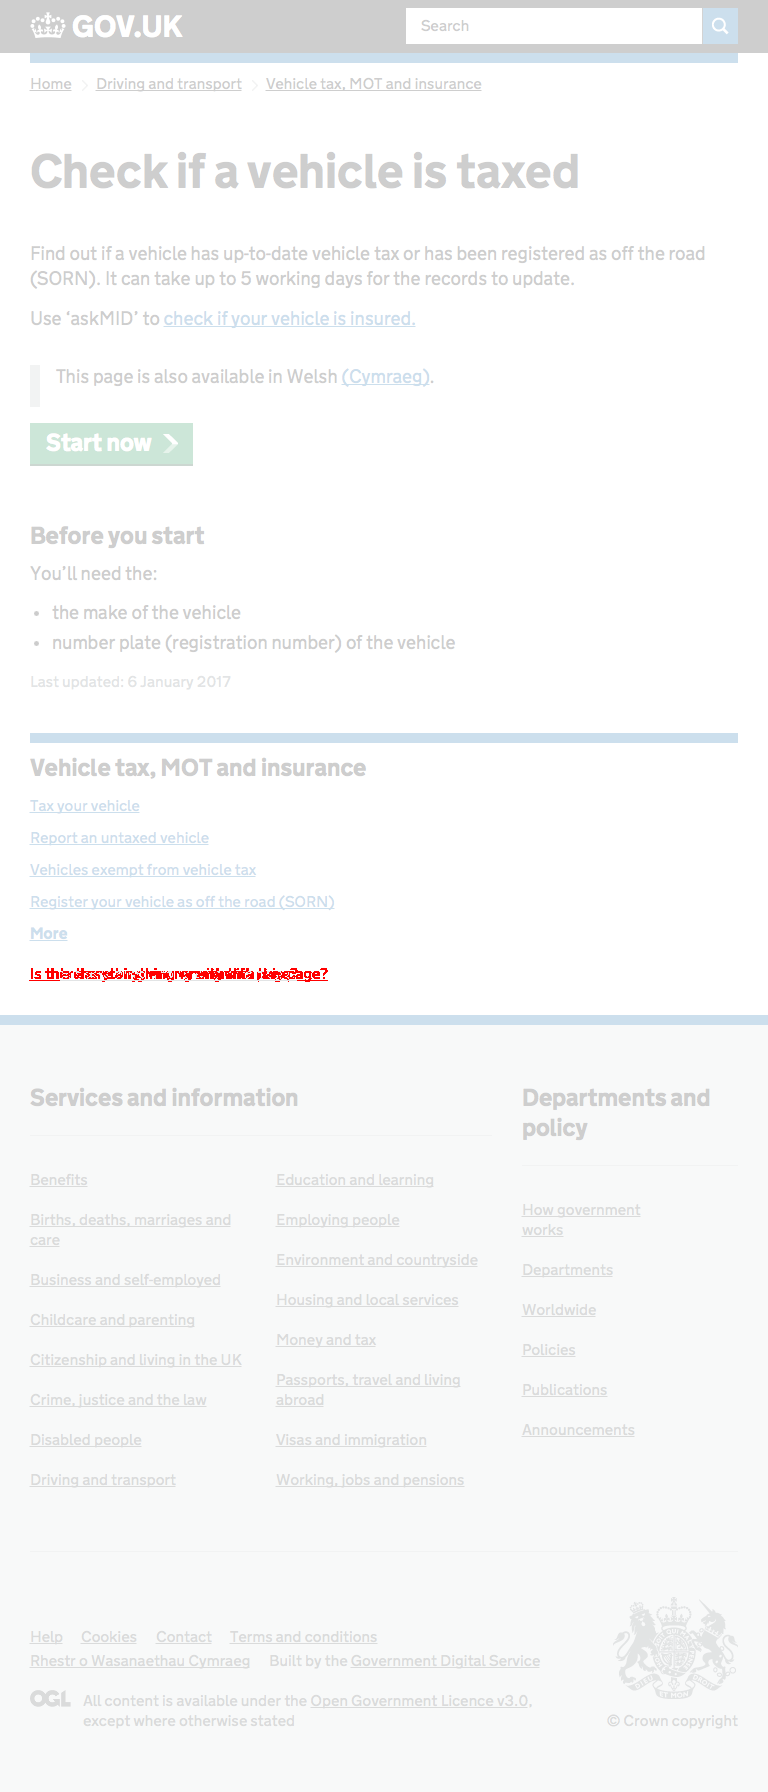 GOV.UK
Search
Home
Driving and transport
Vehicle tax, MOT and insurance
Check if a vehicle is taxed
Find out if a vehicle has up-to-date vehicle tax or has been registered as off the road
(SORN). It can take up to 5 working days for the records to update.
Use ‘askMID’ to check if your vehicle is insured.
This page is also available in Welsh (Cymraeg).
Start now
Before you start
You’ll need the:
• the make of the vehicle
• number plate (registration number) of the vehicle
Last updated: 6 January 2017
Vehicle tax, MOT and insurance
Tax your vehicle
Report an untaxed vehicle
Vehicles exempt from vehicle tax
Register your vehicle as off the road (SORN)
More
Is
Services and information
Benefits
Births, deaths, marriages and
care
Business and self-employed
Childcare and parenting
Citizenship and living in the UK
Crime, justice and the law
Disabled people
Driving and transport
Education and learning
Employing people
Environment and countryside
Housing and local services
Money and tax
Passports, travel and living
abroad
Visas and immigration
Working, jobs and pensions
Departments and
policy
How government
works
Departments
Worldwide
Policies
Publications
Announcements
Help Cookies Contact Terms and conditions
Rhestr o Wasanaethau Cymraeg Built by the Government Digital Service
OGL
All content is available under the Open Government Licence v3.0,
except where otherwise stated
© Crown copyright